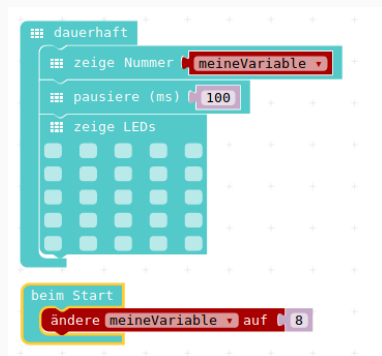 dauerhaft
zeige Nummer meineVariable
pausiere (ms) 100
zeige LEDs
beim Start
ändere meineVariable auf 8